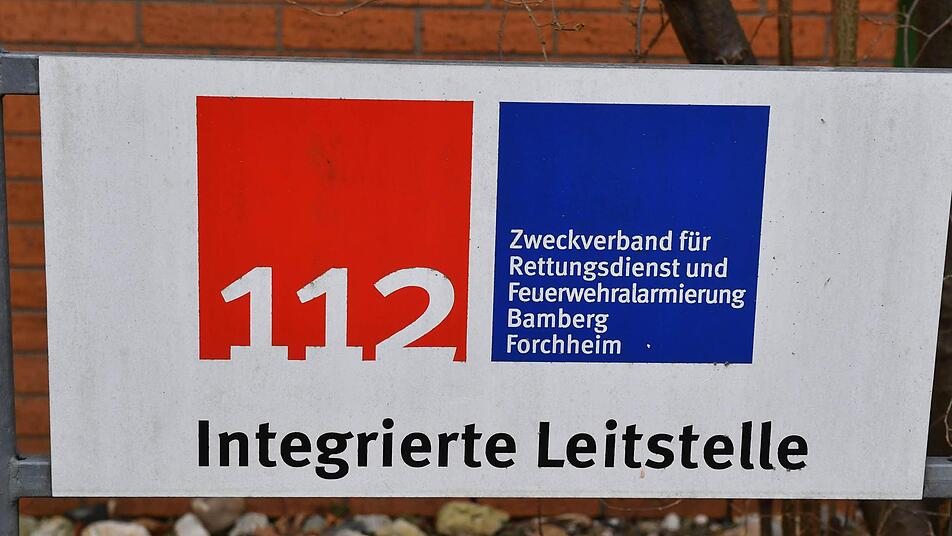 112
Zweckverband für
Rettungsdienst und
Feuerwehralarmierung
Bamberg
Forchheim
Integrierte Leitstelle